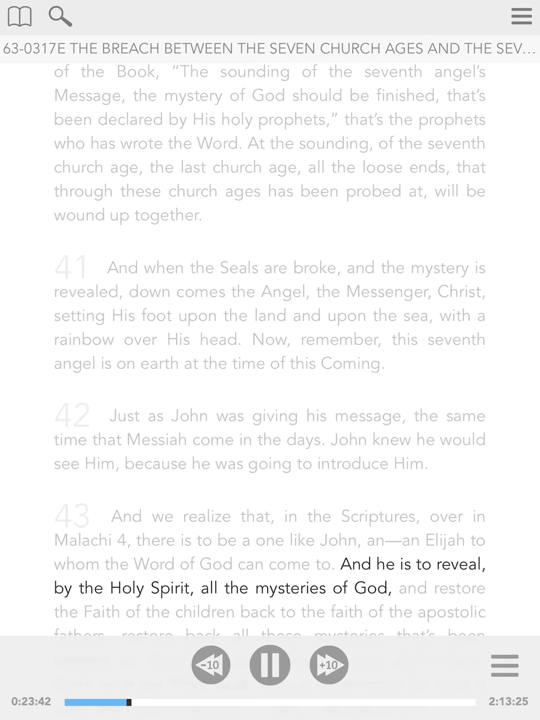 63-0317E THE BREACH BETWEEN THE SEVEN CHURCH AGES AND THE SEV...
of the Book, “The sounding of the seventh angel’s
Message, the mystery of God should be finished, that’s
been declared by His holy prophets,” that’s the prophets
who has wrote the Word. At the sounding, of the seventh
church age, the last church age, all the loose ends, that
through these church ages has been probed at, will be
wound up together.
41 And when the Seals are broke, and the mystery is
revealed, down comes the Angel, the Messenger, Christ,
setting His foot upon the land and upon the sea, with a
rainbow over His head. Now, remember, this seventh
angel is on earth at the time of this Coming.
42 Just as John was giving his message, the same
time that Messiah come in the days. John knew he would
see Him, because he was going to introduce Him.
43 And we realize that, in the Scriptures, over in
Malachi 4, there is to be a one like John, an—an Elijah to
whom the Word of God can come to. And he is to reveal,
by the Holy Spirit, all the mysteries of God, and restore
the Faith of the children back to the faith of the apostolic
fathers, restore back all these mysteries that’s been
-10 +10
0:23:42 2:13:25